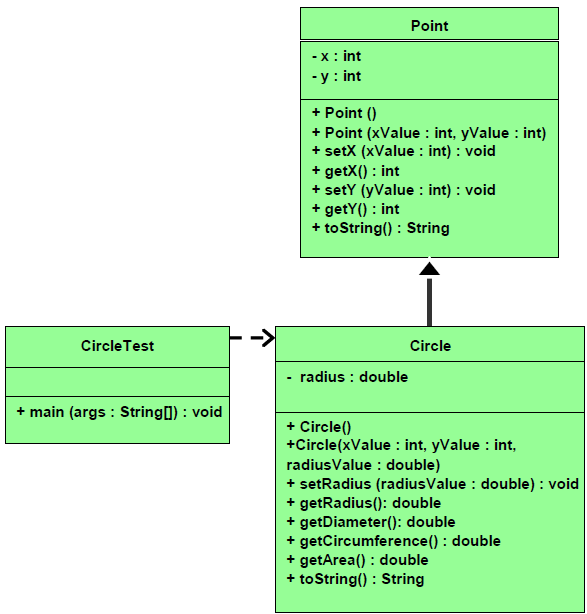 Point
- x : int
- y : int
+ Point ()
+ Point (xValue : int, yValue : int)
+ setX (xValue : int) : void
+ getX() : int
+ setY (yValue : int) : void
+ getY() : int
+ toString() : String
CircleTest
+ main (args : String[]) : void
Circle
- radius : double
+ Circle()
+Circle(xValue : int, yValue : int,
radiusValue : double)
+ setRadius (radiusValue : double) : void
+ getRadius(): double
+ getDiameter(): double
+ getCircumference() : double
+ getArea() : double
+ toString() : String